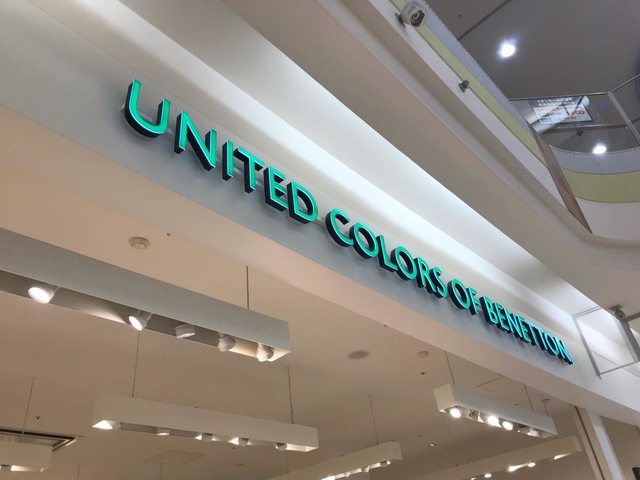 UNITED COLORS OF BENETTON.